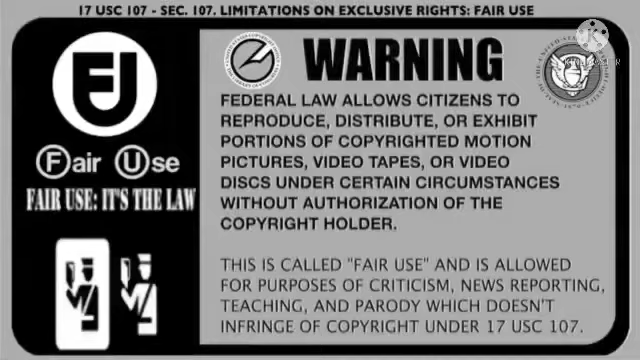 17 USC 107 - SEC. 107. LIMITATIONS ON EXCLUSIVE RIGHTS: FAIR USE
WARNING
FEDERAL LAW ALLOWS CITIZENS TO
REPRODUCE, DISTRIBUTE, OR EXHIBIT
PORTIONS OF COPYRIGHTED MOTION
PICTURES, VIDEO TAPES, OR VIDEO
DISCS UNDER CERTAIN CIRCUMSTANCES
WITHOUT AUTHORIZATION OF THE
COPYRIGHT HOLDER.
THIS IS CALLED "FAIR USE" AND IS ALLOWED
FOR PURPOSES OF CRITICISM, NEWS REPORTING,
TEACHING, AND PARODY WHICH DOESN'T
INFRINGE OF COPYRIGHT UNDER 17 USC 107.
FU
Fair Use
FAIR USE: IT'S THE LAW